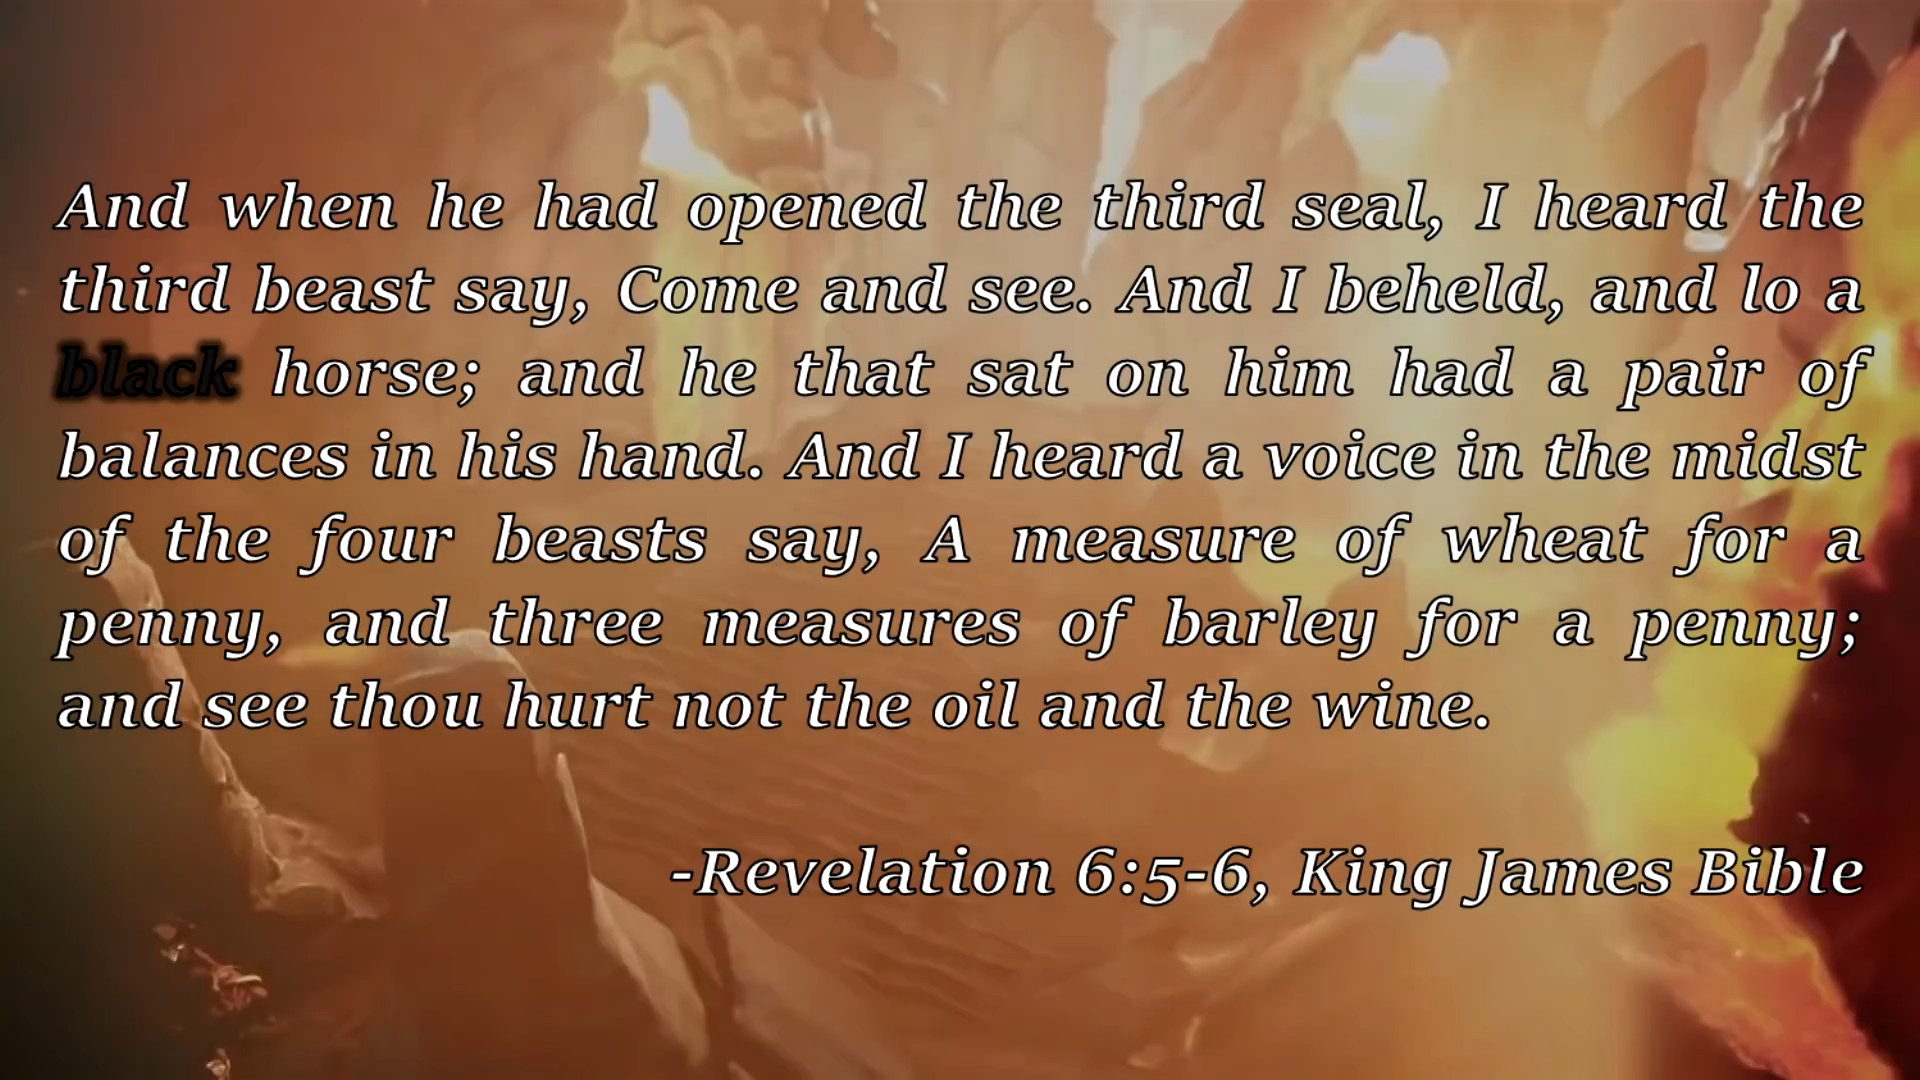 And when he had opened the third seal, I heard the
third beast say, Come and see. And I beheld, and lo a
black horse; and he that sat on him had a pair of
balances in his hand. And I heard a voice in the midst
of the four beasts say, A measure of wheat for a
penny, and three measures of barley for a penny;
and see thou hurt not the oil and the wine.
-Revelation 6:5-6, King James Bible